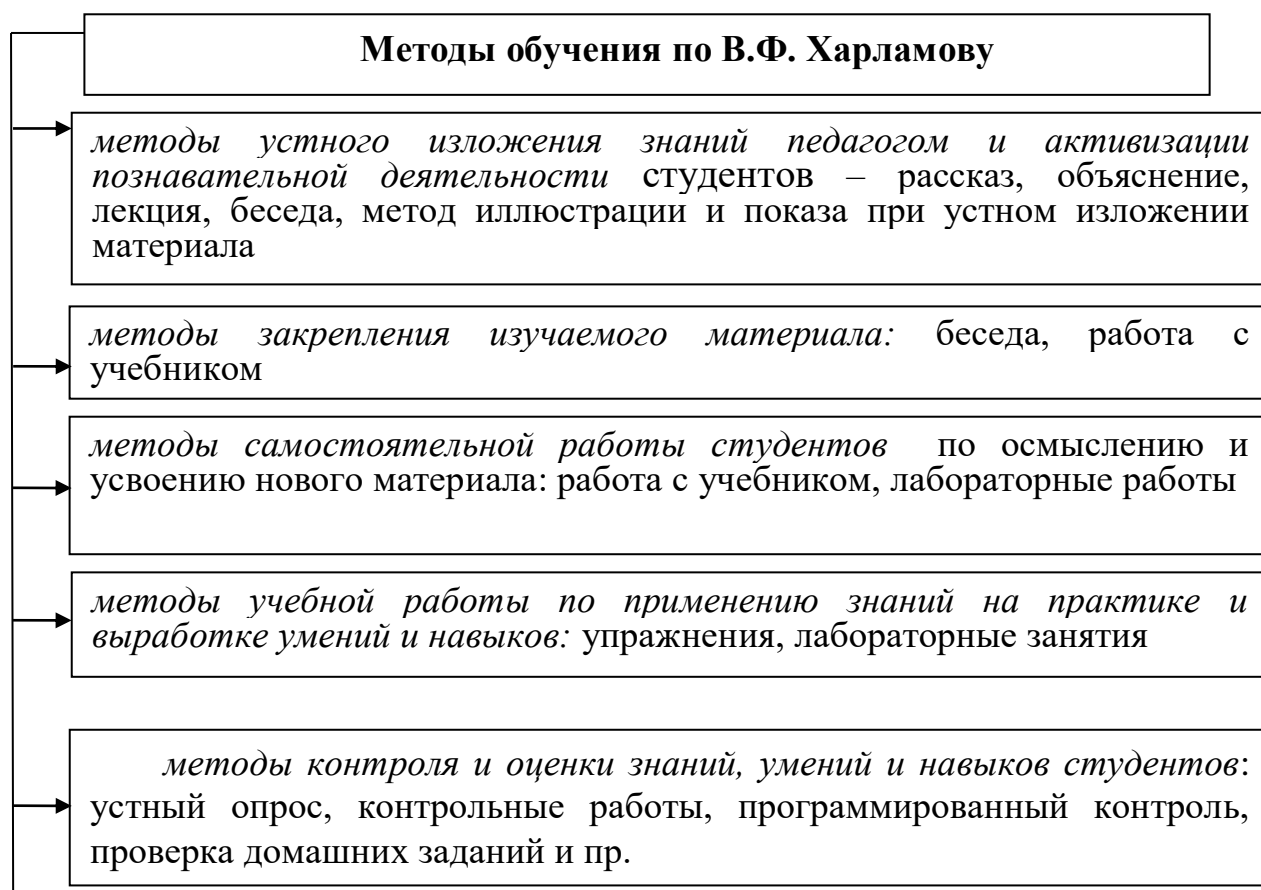 Методы обучения по В.Ф. Харламову
методы устного изложения знаний педагогом и активизации
познавательной деятельности студентов – рассказ, объяснение,
лекция, беседа, метод иллюстрации и показа при устном изложении
материала
методы закрепления изучаемого материала: беседа, работа с
учебником
методы самостоятельной работы студентов по осмыслению и
усвоению нового материала: работа с учебником, лабораторные работы
методы учебной работы по применению знаний на практике и
выработке умений и навыков: упражнения, лабораторные занятия
методы контроля и оценки знаний, умений и навыков студентов:
устный опрос, контрольные работы, программированный контроль,
проверка домашних заданий и пр.